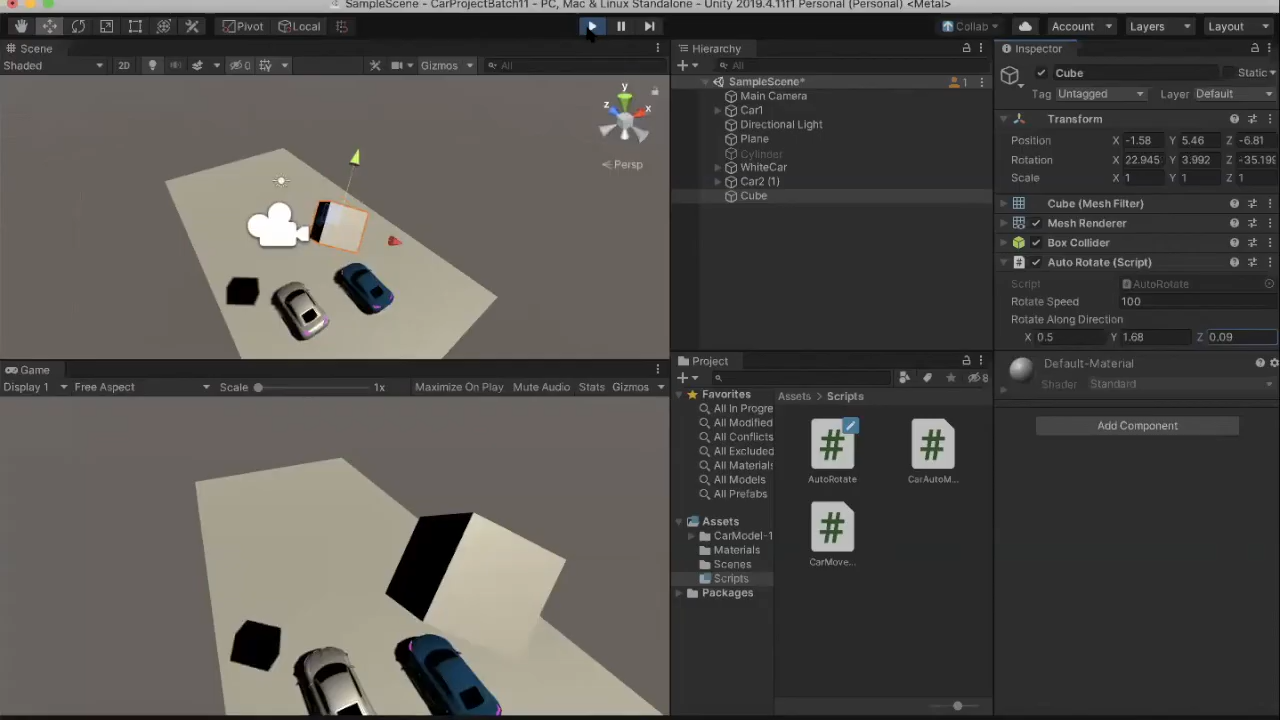 SampleScene - CarProjectBatch11 - PC, Mac & Linux Standalone - Unity 2019.4.11f1 Personal (Personal) <Metal>
Pivot Local Collab Account Layers Layout
Scene
Shaded 2D 0 Gizmos All
y
z x
Persp
Game
Display 1 Free Aspect Scale 1x Maximize On Play Mute Audio Stats Gizmos
Hierarchy
All
SampleScene* 1
Main Camera
Car1
Directional Light
Plane
Cylinder
WhiteCar
Car2 (1)
Cube
Project
8
Favorites
All In Progre
All Modified
All Conflicts
All Excluded
All Materials
All Models
All Prefabs
Assets
CarModel-1
Materials
Scenes
Scripts
Packages
Assets > Scripts
AutoRotate
CarAutoM...
CarMove...
Inspector
Cube Static
Tag Untagged Layer Default
Transform
Position X -1.58 Y 5.46 Z -6.81
Rotation X 22.945 Y 3.992 Z -35.199
Scale X 1 Y 1 Z 1
Cube (Mesh Filter)
Mesh Renderer
Box Collider
Auto Rotate (Script)
Script AutoRotate
Rotate Speed 100
Rotate Along Direction
X 0.5 Y 1.68 Z 0.09
Default-Material
Shader Standard
Add Component